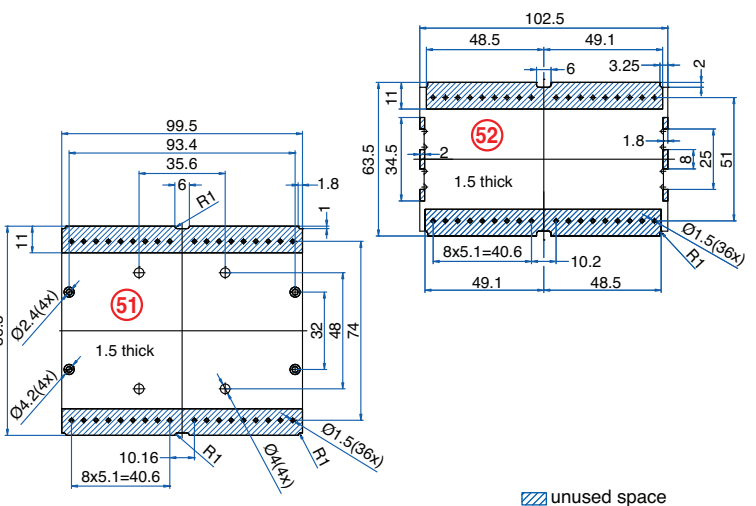 102.5
48.5
49.1
6
3.25
2
11
52
1.8
63.5
34.5
2
8
25
51
1.5 thick
8x5.1=40.6
10.2
Ø1.5(36x)
R1
49.1
48.5
99.5
93.4
35.6
6
R1
1.8
1
11
51
Ø2.4(4x)
32
48
74
1.5 thick
Ø4.2(4x)
10.16
8x5.1=40.6
R1
Ø4(4x)
R1
Ø1.5(36x)
unused space